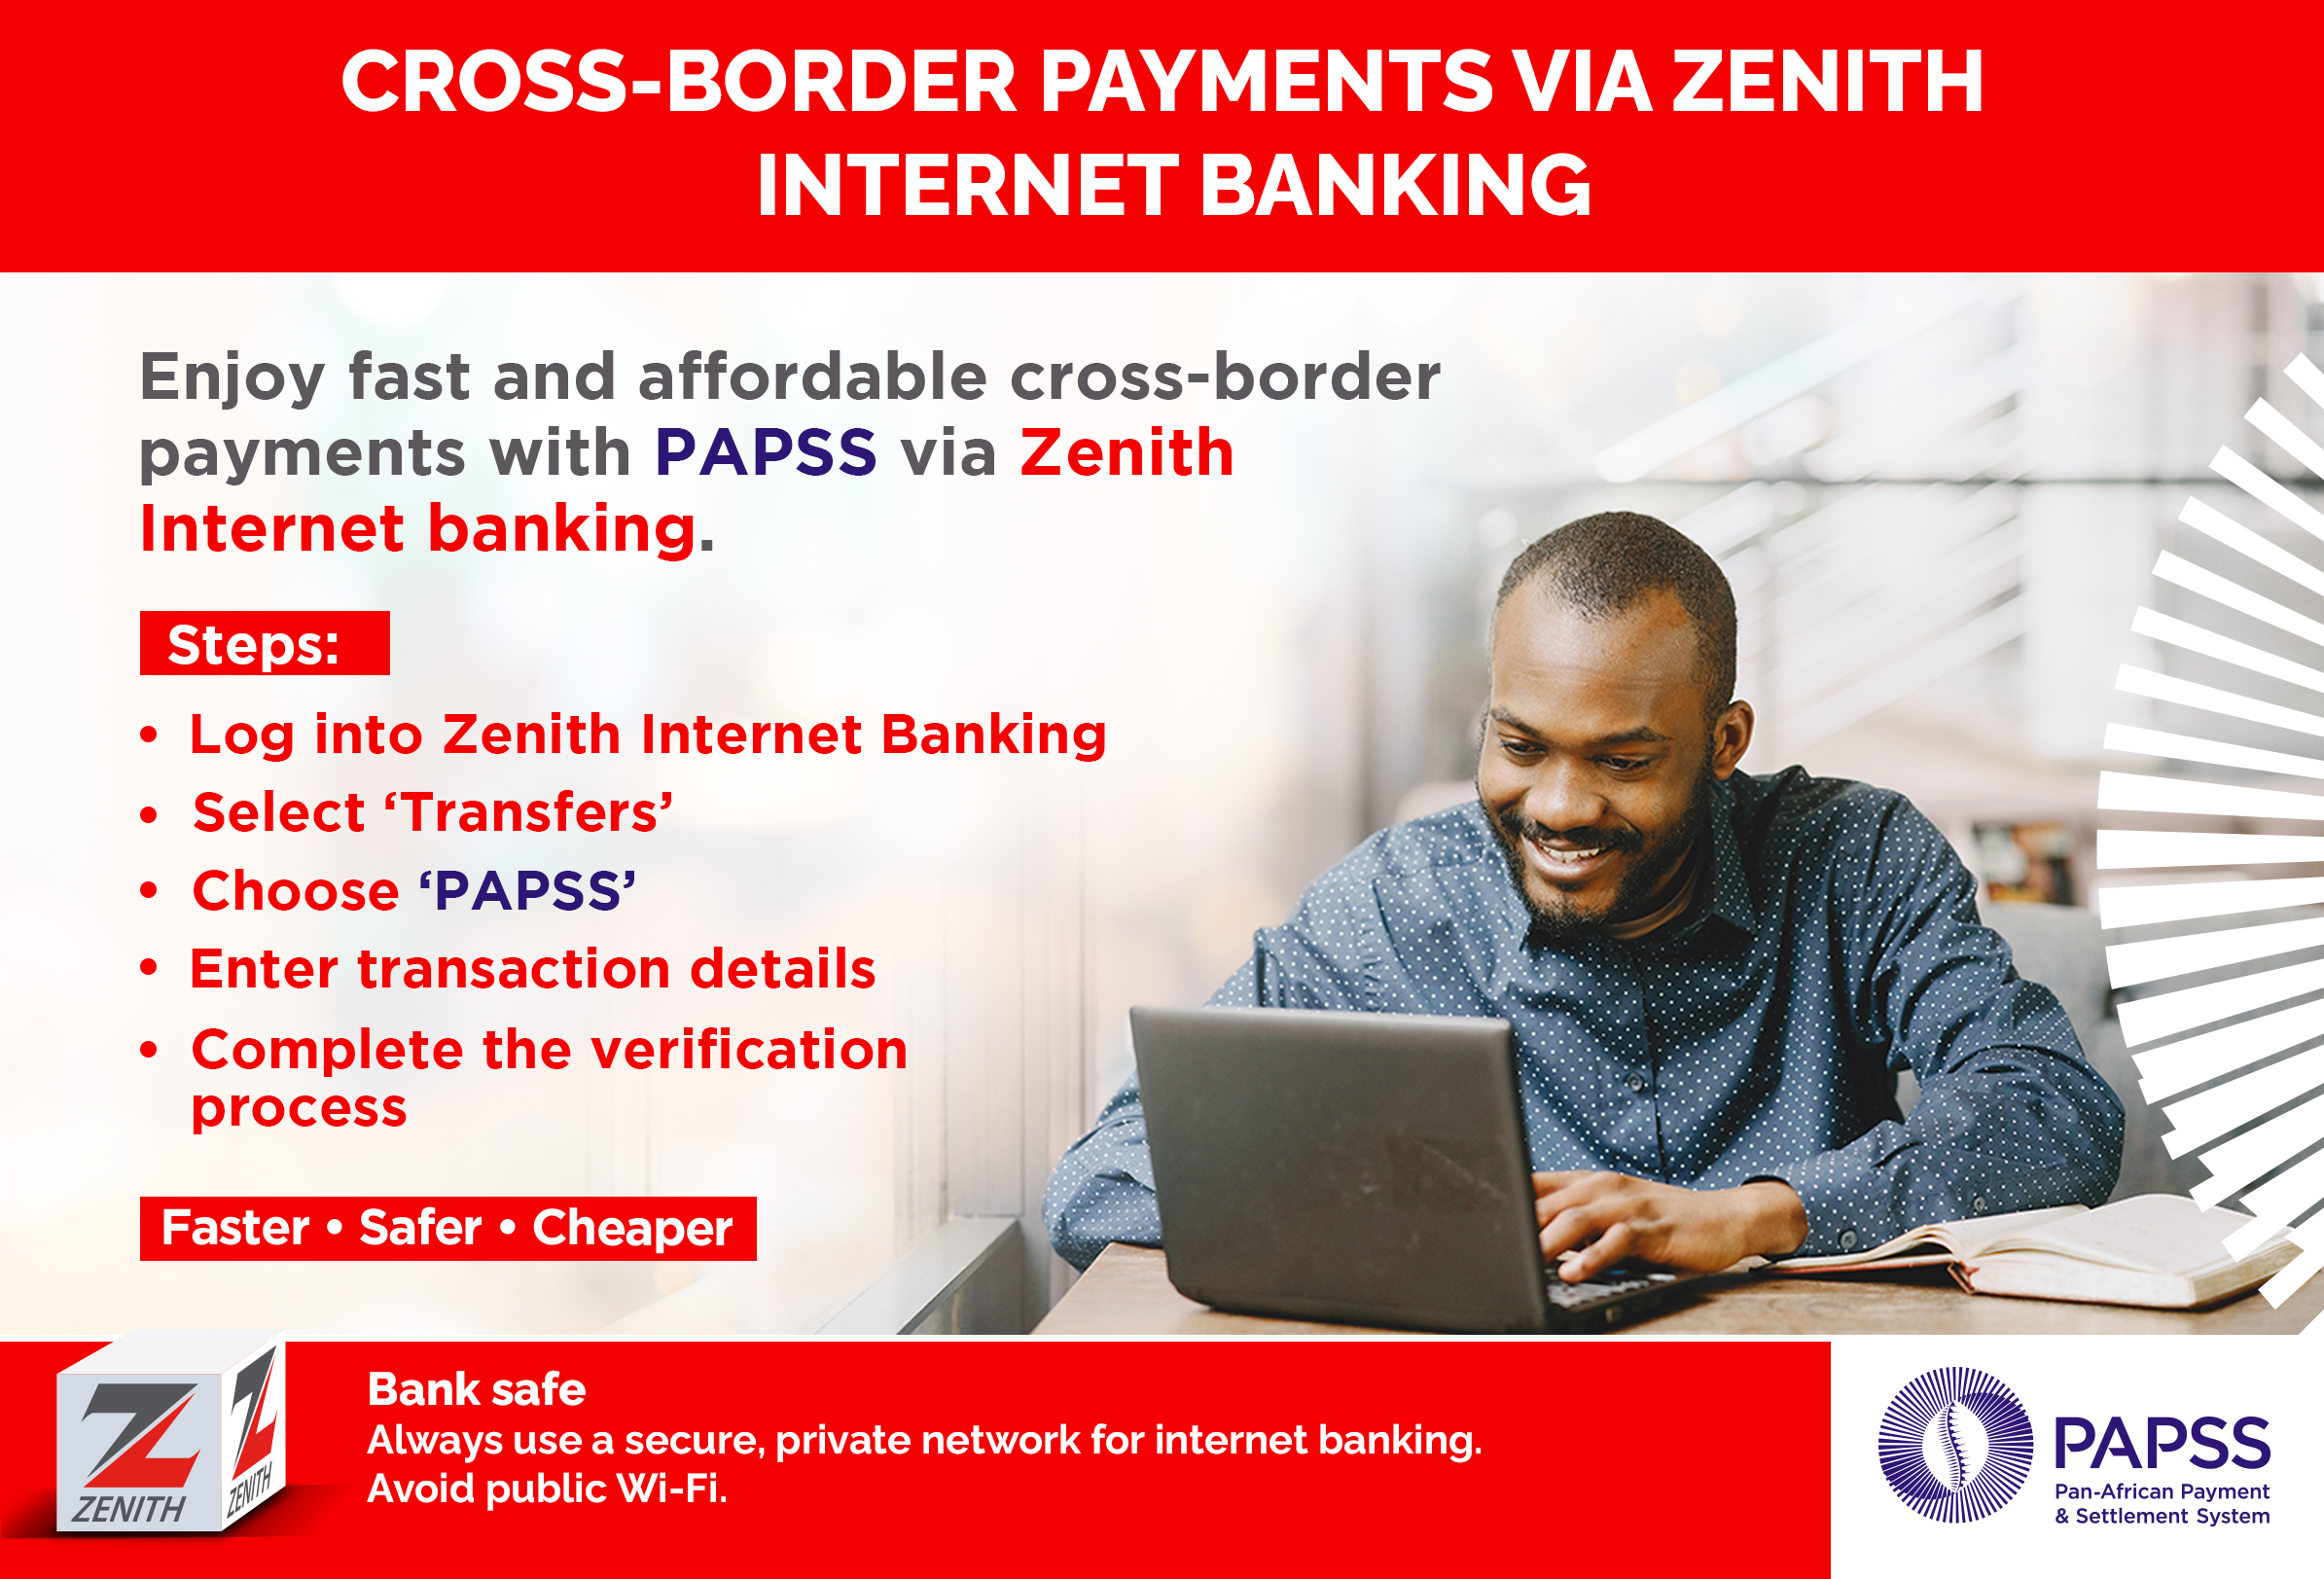 CROSS-BORDER PAYMENTS VIA ZENITH
INTERNET BANKING
Enjoy fast and affordable cross-border
payments with PAPSS via Zenith
Internet banking.
Steps:
• Log into Zenith Internet Banking
• Select ‘Transfers’
• Choose ‘PAPSS’
• Enter transaction details
• Complete the verification
process
Faster • Safer • Cheaper
ZENITH
ZENITH
Bank safe
Always use a secure, private network for internet banking.
Avoid public Wi-Fi.
PAPSS
Pan-African Payment
& Settlement System